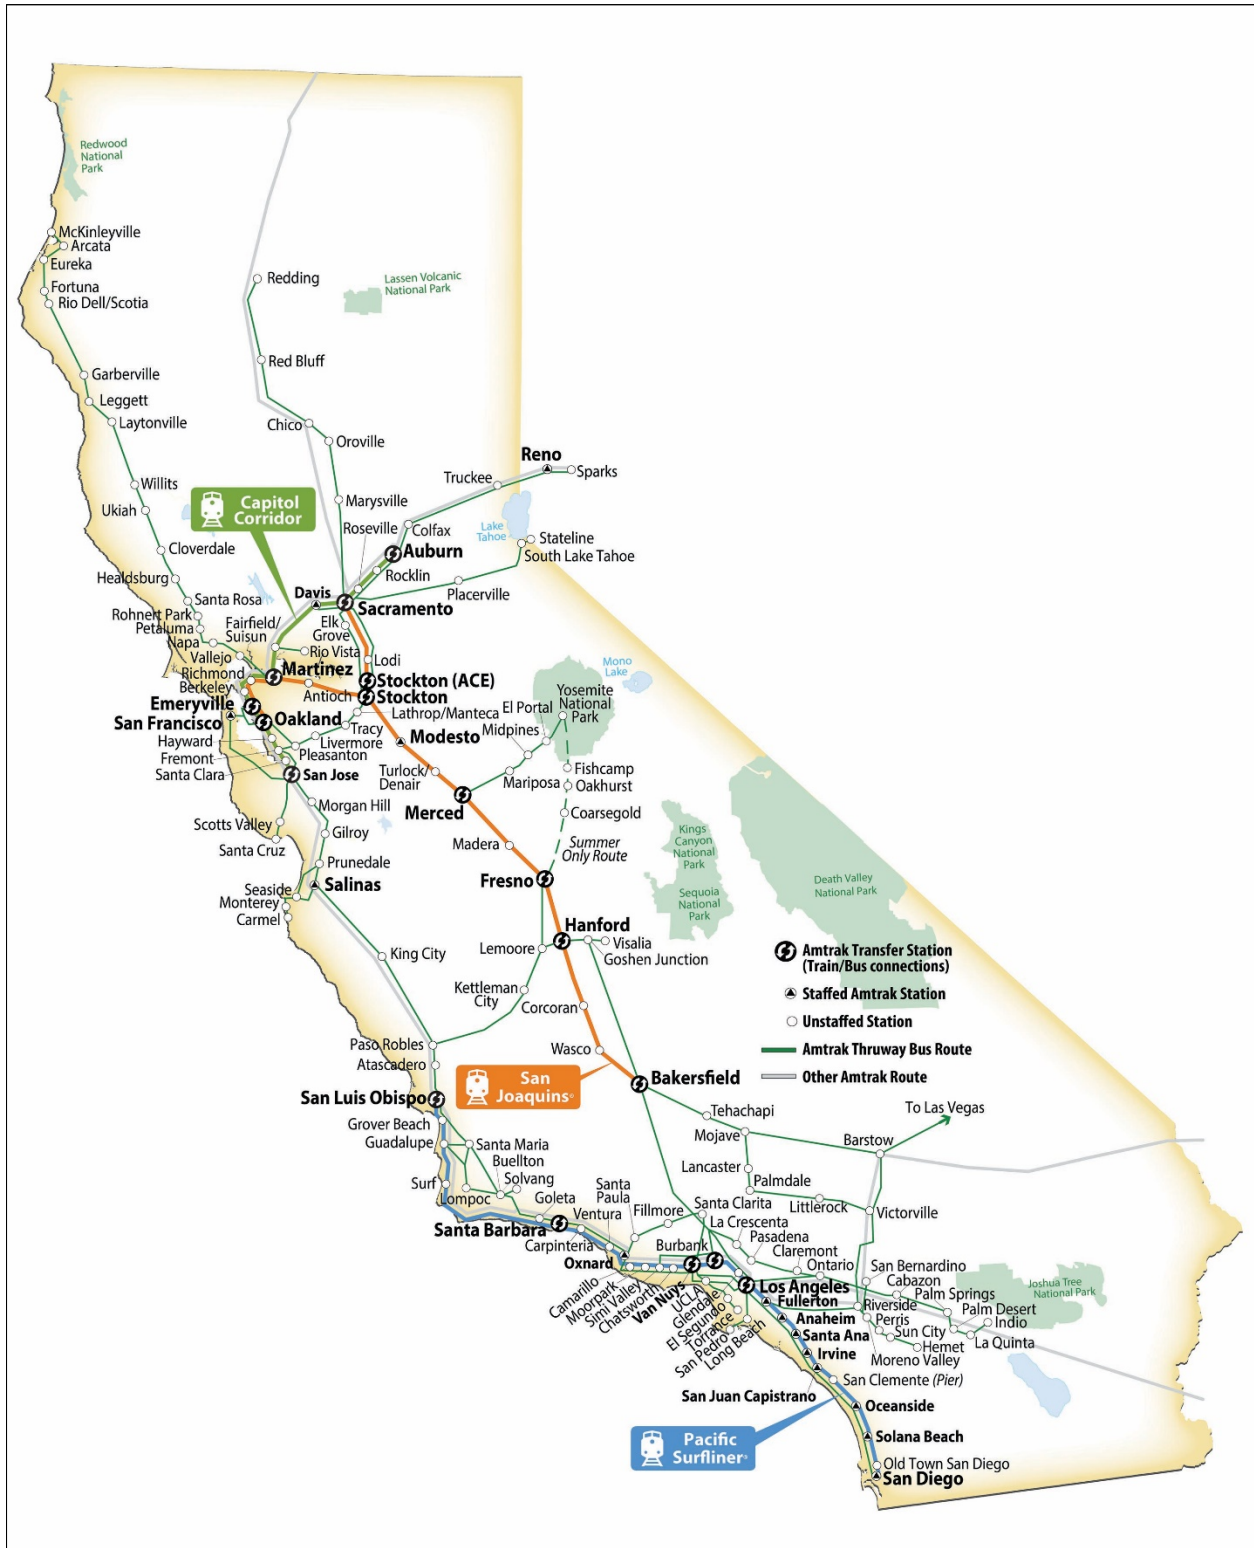 Redwood
National
Park
McKinleyville
Arcata
Eureka
Fortuna
Rio Dell/Scotia
Redding
Lassen Volcanic
National Park
Red Bluff
Garberville
Leggett
Laytonville
Chico
Oroville
Reno
Truckee
Sparks
Willits
Ukiah
Capitol
Corridor
Marysville
Roseville
Colfax
Lake
Tahoe
Stateline
South Lake Tahoe
Cloverdale
Auburn
Rocklin
Healdsburg
Davis
Placerville
Santa Rosa
Sacramento
Rohnert Park
Petaluma
Fairfield/
Suisun
Elk
Grove
Napa
Rio Vista
Lodi
Vallejo
Martinez
Richmond
Stockton (ACE)
Berkeley
Antioch
Stockton
Mono
Lake
Yosemite
National
Park
El Portal
Emeryville
San Francisco
Oakland
Lathrop/Manteca
Tracy
Midpines
Hayward
Livermore
Modesto
Fremont
Pleasanton
Santa Clara
San Jose
Turlock/
Denair
Mariposa
Fishcamp
Oakhurst
Morgan Hill
Merced
Coarsegold
Scotts Valley
Gilroy
Santa Cruz
Madera
Summer
Only Route
Kings
Canyon
National
Park
Prunedale
Salinas
Fresno
Death Valley
National Park
Seaside
Monterey
Carmel
Sequoia
National
Park
Hanford
King City
Lemoore
Visalia
Goshen Junction
Amtrak Transfer Station
(Train/Bus connections)
Kettleman
City
Staffed Amtrak Station
Corcoran
Unstaffed Station
Paso Robles
Wasco
Amtrak Thruway Bus Route
Atascadero
San
Joaquins®
Bakersfield
Other Amtrak Route
San Luis Obispo
Tehachapi
To Las Vegas
Grover Beach
Guadalupe
Santa Maria
Mojave
Barstow
Buellton
Solvang
Lancaster
Surf
Lompoc
Santa
Paula
Palmdale
Goleta
Fillmore
Santa Clarita
Littlerock
Victorville
Ventura
Santa Barbara
La Crescenta
Pasadena
Carpinteria
Burbank
Claremont
Ontario
Oxnard
San Bernardino
Cabazon
Palm Springs
Joshua Tree
National Park
Camarillo
Moorpark
Simi Valley
Chatsworth
Van Nuys
UCLA
Glendale
El Segundo
Torrance
San Pedro
Long Beach
Los Angeles
Fullerton
Riverside
Palm Desert
Indio
Anaheim
Perris
Sun City
La Quinta
Santa Ana
Hemet
Irvine
Moreno Valley
San Clemente (Pier)
San Juan Capistrano
Oceanside
Pacific
Surfliner®
Solana Beach
Old Town San Diego
San Diego